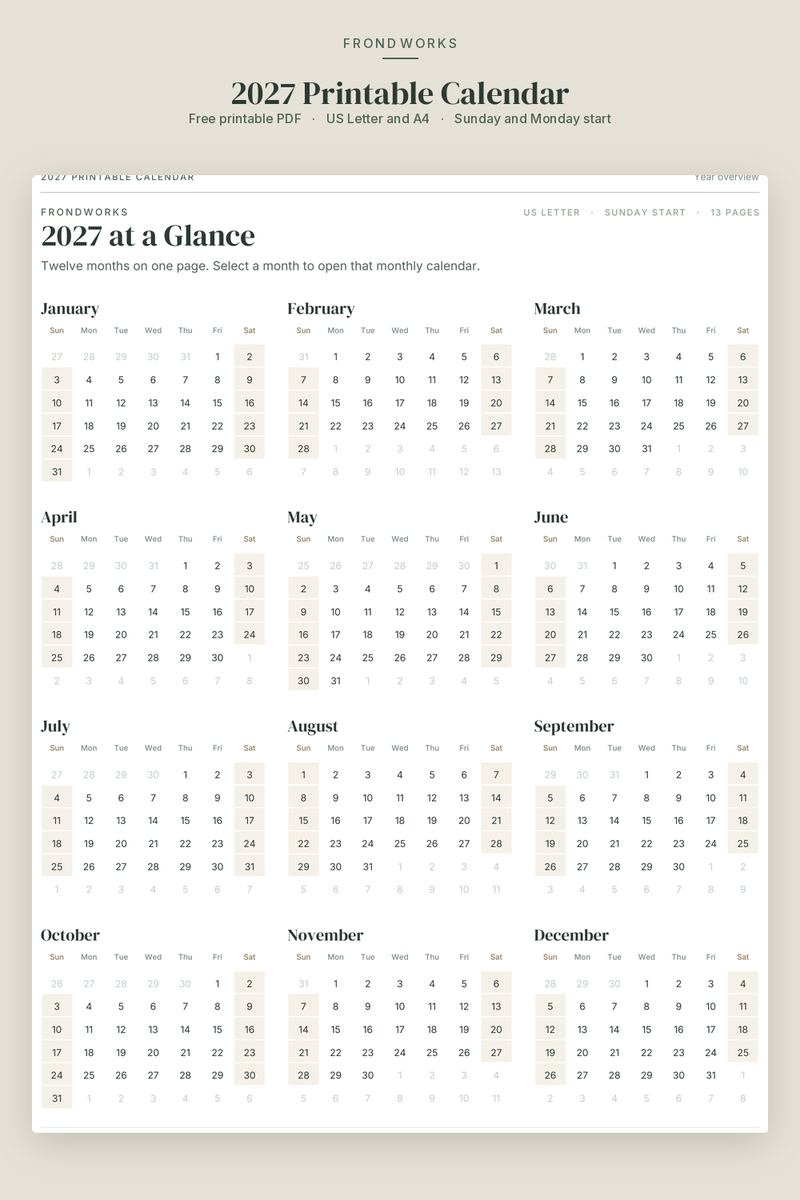 FRONDWORKS
2027 Printable Calendar
Free printable PDF · US Letter and A4 · Sunday and Monday start
2027 PRINTABLE CALENDAR Year overview
FRONDWORKS US LETTER · SUNDAY START · 13 PAGES
2027 at a Glance
Twelve months on one page. Select a month to open that monthly calendar.
January February March
Sun Mon Tue Wed Thu Fri Sat Sun Mon Tue Wed Thu Fri Sat Sun Mon Tue Wed Thu Fri Sat
27 28 29 30 31 1 2 31 1 2 3 4 5 6 28 1 2 3 4 5 6
3 4 5 6 7 8 9 7 8 9 10 11 12 13 7 8 9 10 11 12 13
10 11 12 13 14 15 16 14 15 16 17 18 19 20 14 15 16 17 18 19 20
17 18 19 20 21 22 23 21 22 23 24 25 26 27 21 22 23 24 25 26 27
24 25 26 27 28 29 30 28 1 2 3 4 5 6 28 29 30 31 1 2 3
31 1 2 3 4 5 6 7 8 9 10 11 12 13 4 5 6 7 8 9 10
April May June
Sun Mon Tue Wed Thu Fri Sat Sun Mon Tue Wed Thu Fri Sat Sun Mon Tue Wed Thu Fri Sat
28 29 30 31 1 2 3 25 26 27 28 29 30 1 30 31 1 2 3 4 5
4 5 6 7 8 9 10 2 3 4 5 6 7 8 6 7 8 9 10 11 12
11 12 13 14 15 16 17 9 10 11 12 13 14 15 13 14 15 16 17 18 19
18 19 20 21 22 23 24 16 17 18 19 20 21 22 20 21 22 23 24 25 26
25 26 27 28 29 30 1 23 24 25 26 27 28 29 27 28 29 30 1 2 3
2 3 4 5 6 7 8 30 31 1 2 3 4 5 4 5 6 7 8 9 10
July August September
Sun Mon Tue Wed Thu Fri Sat Sun Mon Tue Wed Thu Fri Sat Sun Mon Tue Wed Thu Fri Sat
27 28 29 30 1 2 3 1 2 3 4 5 6 7 29 30 31 1 2 3 4
4 5 6 7 8 9 10 8 9 10 11 12 13 14 5 6 7 8 9 10 11
11 12 13 14 15 16 17 15 16 17 18 19 20 21 12 13 14 15 16 17 18
18 19 20 21 22 23 24 22 23 24 25 26 27 28 19 20 21 22 23 24 25
25 26 27 28 29 30 31 29 30 31 1 2 3 4 26 27 28 29 30 1 2
1 2 3 4 5 6 7 5 6 7 8 9 10 11 3 4 5 6 7 8 9
October November December
Sun Mon Tue Wed Thu Fri Sat Sun Mon Tue Wed Thu Fri Sat Sun Mon Tue Wed Thu Fri Sat
26 27 28 29 30 1 2 31 1 2 3 4 5 6 28 29 30 1 2 3 4
3 4 5 6 7 8 9 7 8 9 10 11 12 13 5 6 7 8 9 10 11
10 11 12 13 14 15 16 14 15 16 17 18 19 20 12 13 14 15 16 17 18
17 18 19 20 21 22 23 21 22 23 24 25 26 27 19 20 21 22 23 24 25
24 25 26 27 28 29 30 28 29 30 1 2 3 4 26 27 28 29 30 31 1
31 1 2 3 4 5 6 5 6 7 8 9 10 11 2 3 4 5 6 7 8